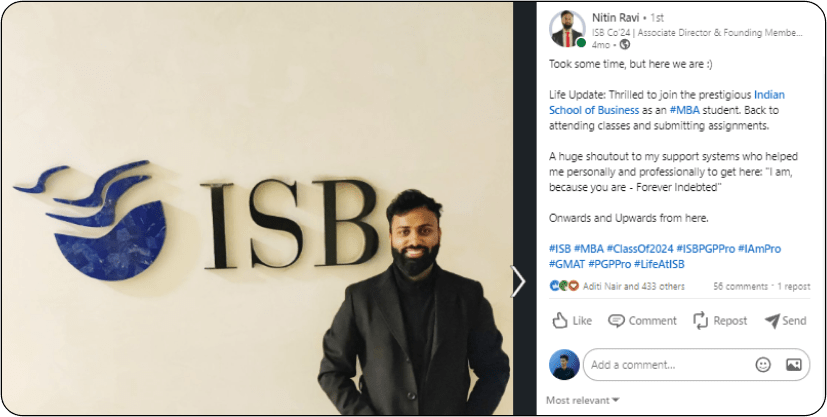 ISB
Nitin Ravi • 1st
ISB Co'24 | Associate Director & Founding Membe...
4mo •
Took some time, but here we are :)
Life Update: Thrilled to join the prestigious Indian
School of Business as an #MBA student. Back to
attending classes and submitting assignments.
A huge shoutout to my support systems who helped
me personally and professionally to get here: "I am,
because you are - Forever Indebted"
Onwards and Upwards from here.
#ISB #MBA #ClassOf2024 #ISBPGPPro #IAmPro
#GMAT #PGPPro #LifeAtISB
Aditi Nair and 433 others 56 comments · 1 repost
Like Comment Repost Send
Add a comment...
Most relevant